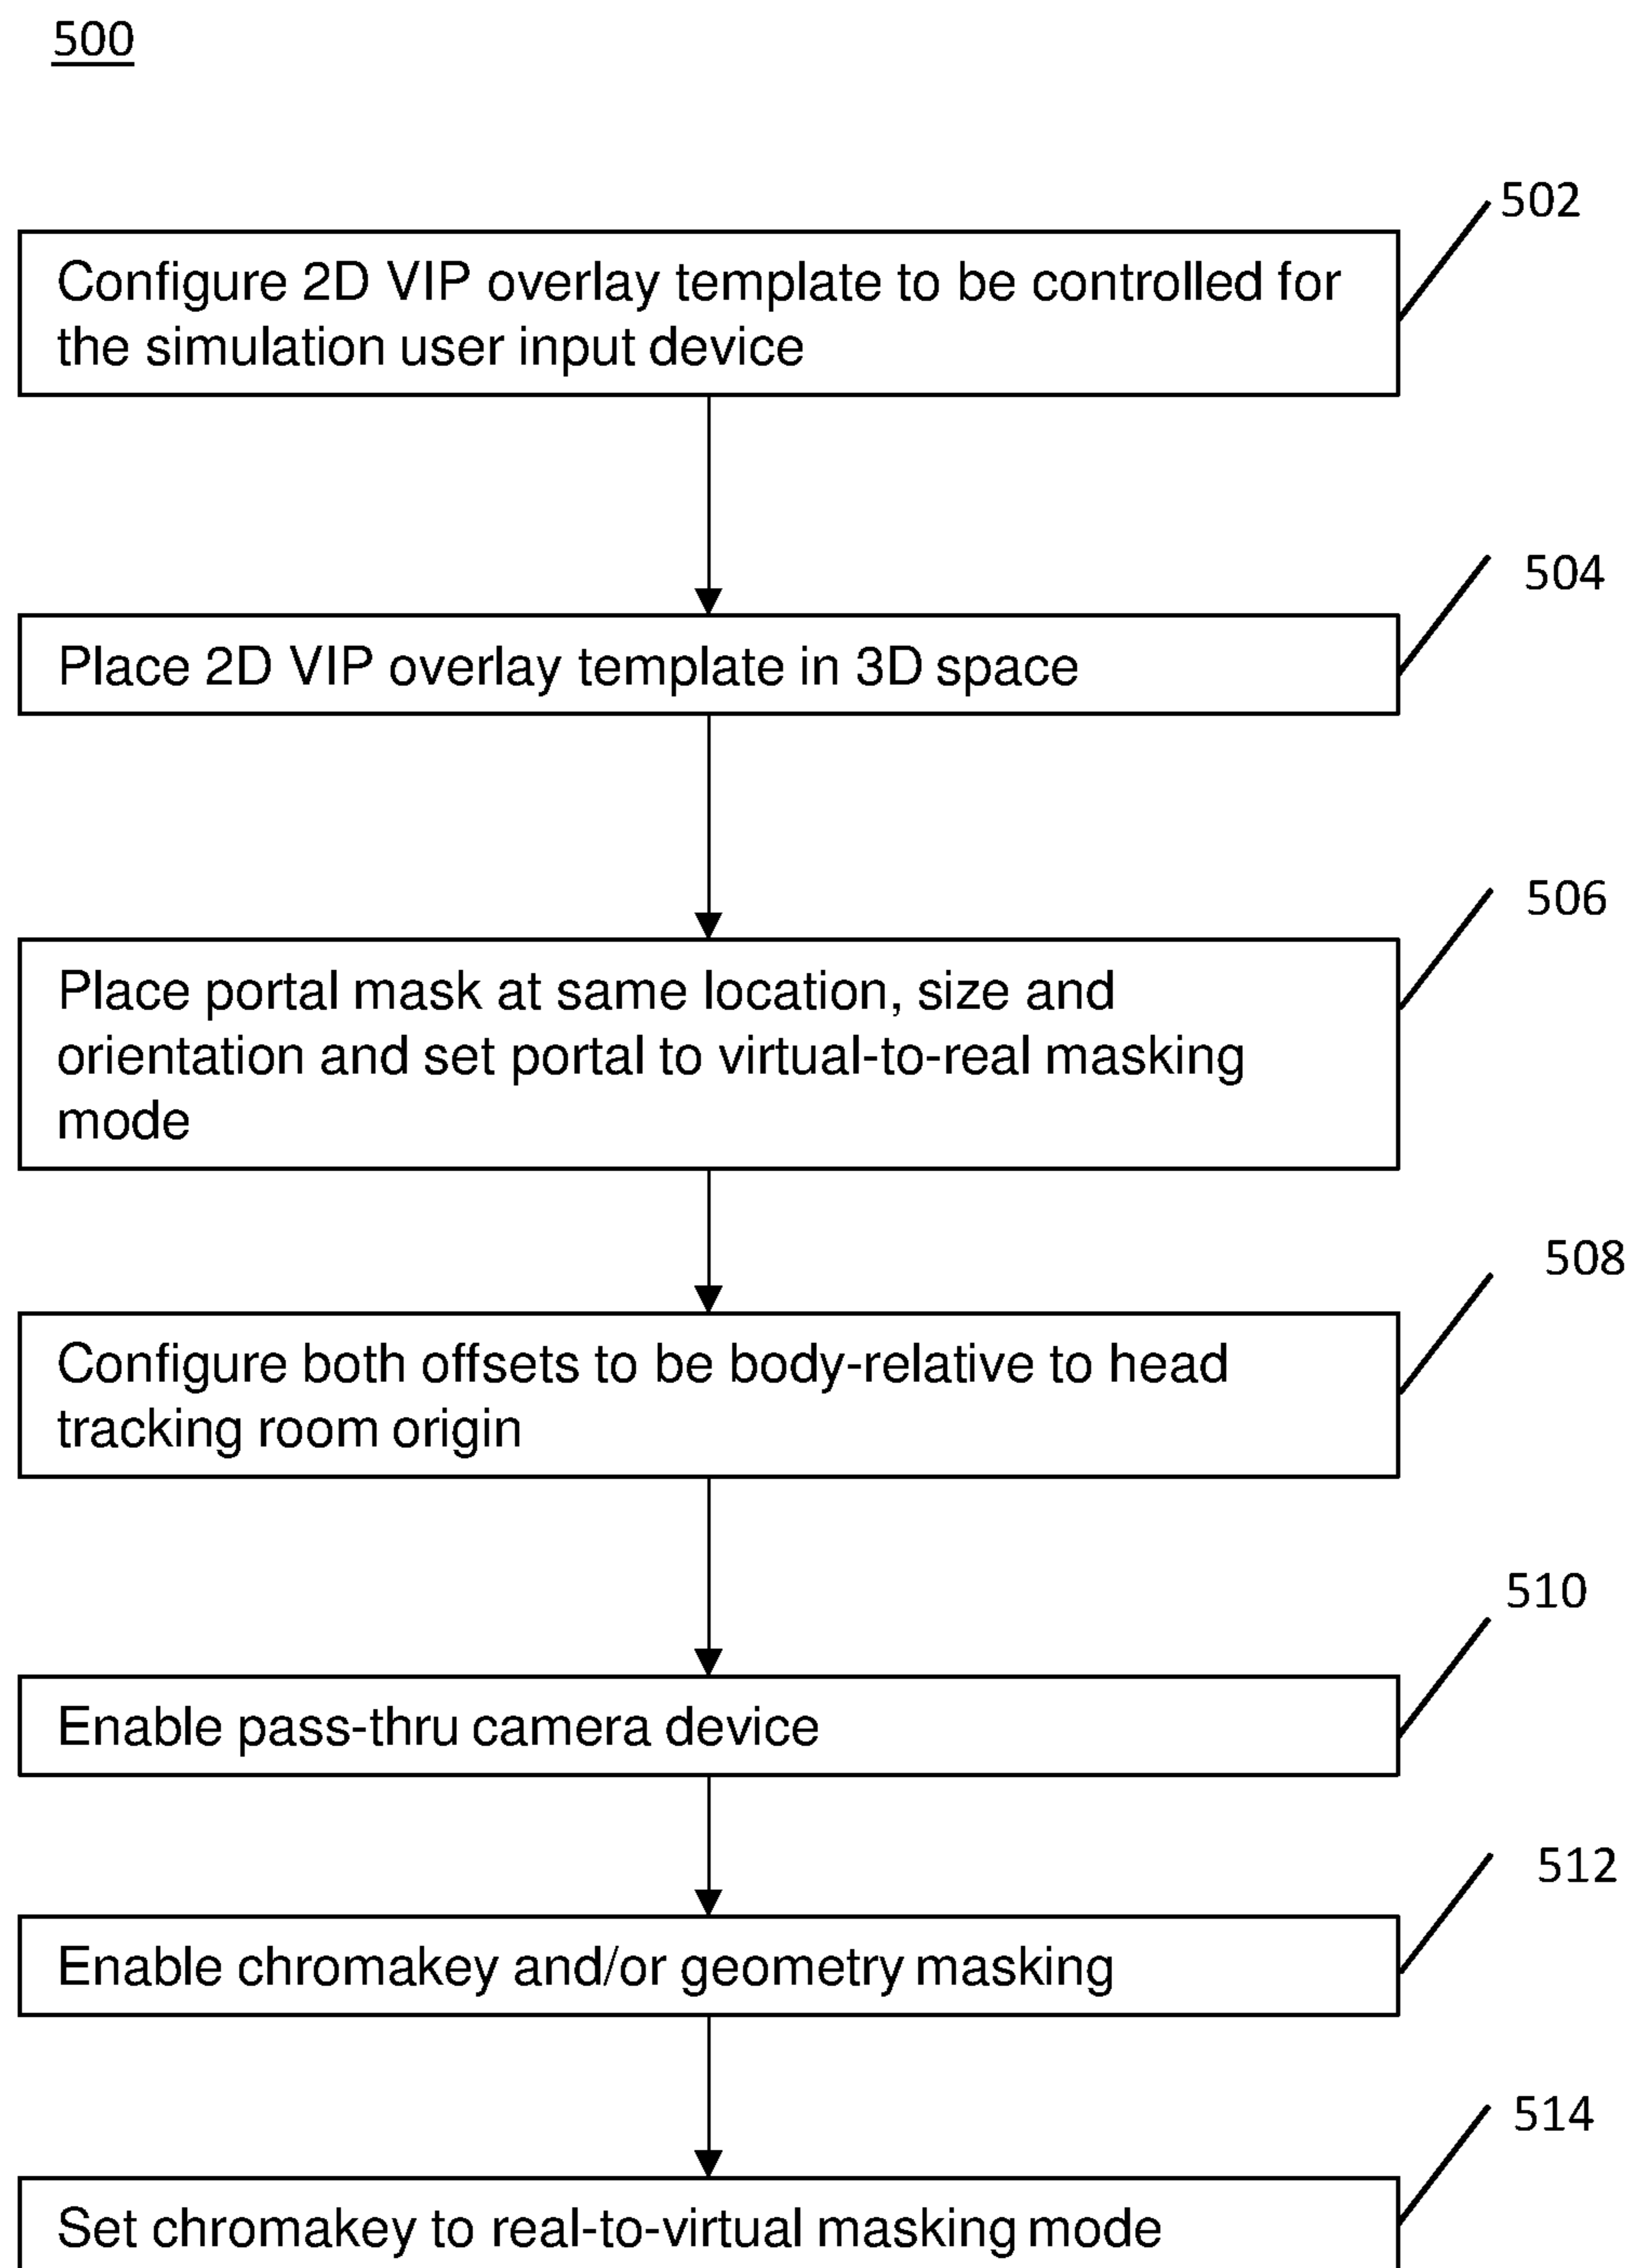 500
502
Configure 2D VIP overlay template to be controlled for
the simulation user input device
504
Place 2D VIP overlay template in 3D space
506
Place portal mask at same location, size and
orientation and set portal to virtual-to-real masking
mode
508
Configure both offsets to be body-relative to head
tracking room origin
510
Enable pass-thru camera device
512
Enable chromakey and/or geometry masking
514
Set chromakey to real-to-virtual masking mode